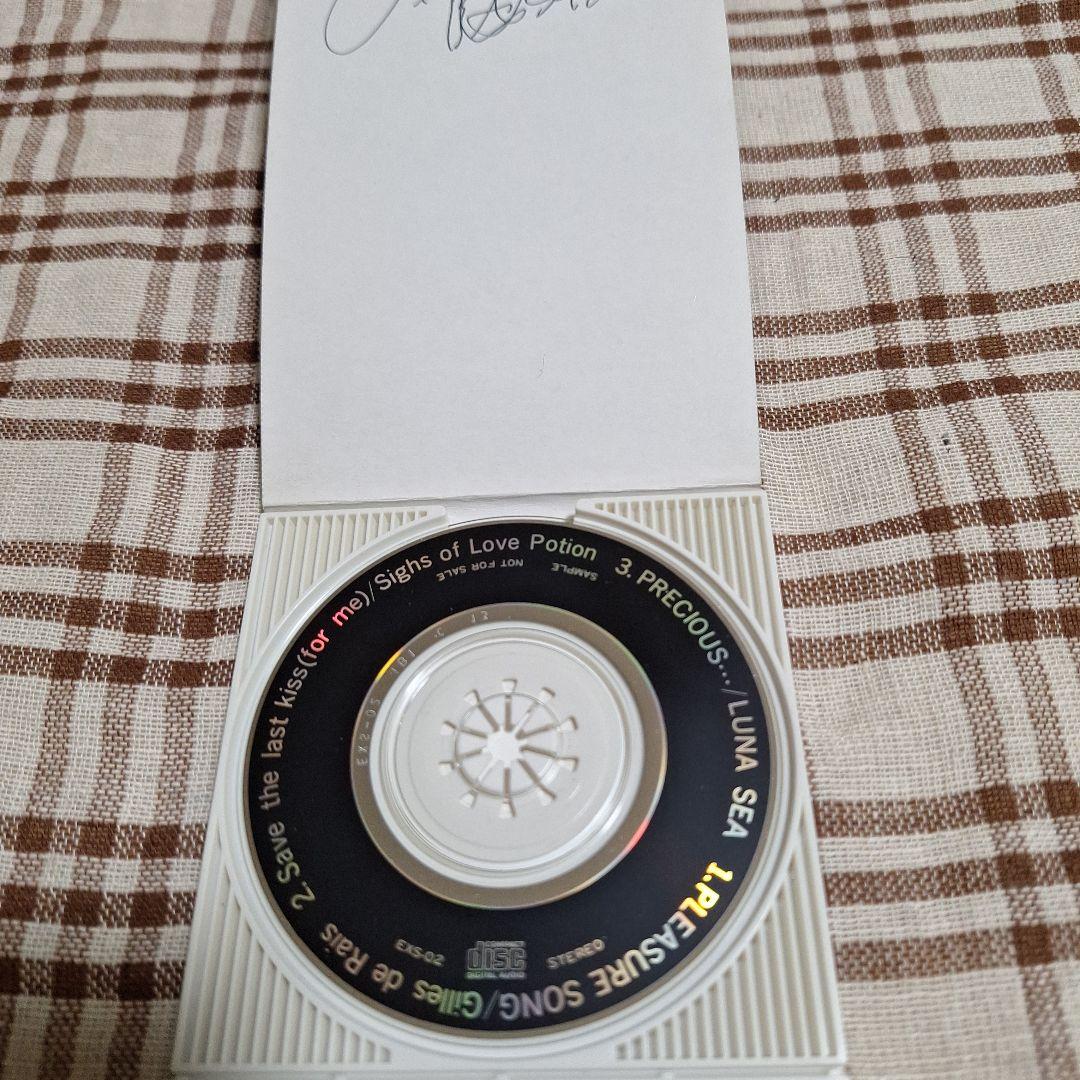 1.PLEASURE SONG/Gilles de Rais
2.Save the last kiss(for me)/Sighs of Love Potion
3.PRECIOUS…/LUNA SEA
SAMPLE NOT FOR SALE
EXS-02
COMPACT
disc
DIGITAL AUDIO
STEREO